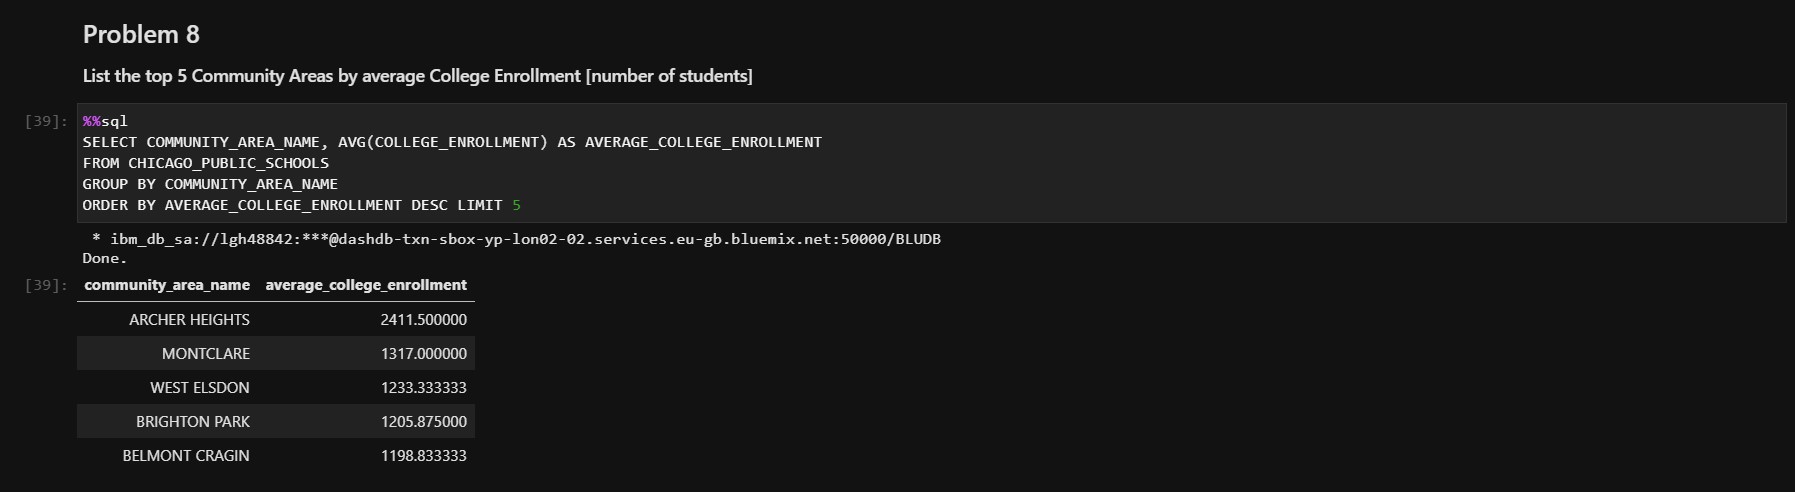 Problem 8
List the top 5 Community Areas by average College Enrollment [number of students]
[39]: %%sql
SELECT COMMUNITY_AREA_NAME, AVG(COLLEGE_ENROLLMENT) AS AVERAGE_COLLEGE_ENROLLMENT
FROM CHICAGO_PUBLIC_SCHOOLS
GROUP BY COMMUNITY_AREA_NAME
ORDER BY AVERAGE_COLLEGE_ENROLLMENT DESC LIMIT 5
* ibm_db_sa://lgh48842:***@dashdb-txn-sbox-yp-lon02-02.services.eu-gb.bluemix.net:50000/BLUDB
Done.
[39]: community_area_name average_college_enrollment
ARCHER HEIGHTS 2411.500000
MONTCLARE 1317.000000
WEST ELSDON 1233.333333
BRIGHTON PARK 1205.875000
BELMONT CRAGIN 1198.833333